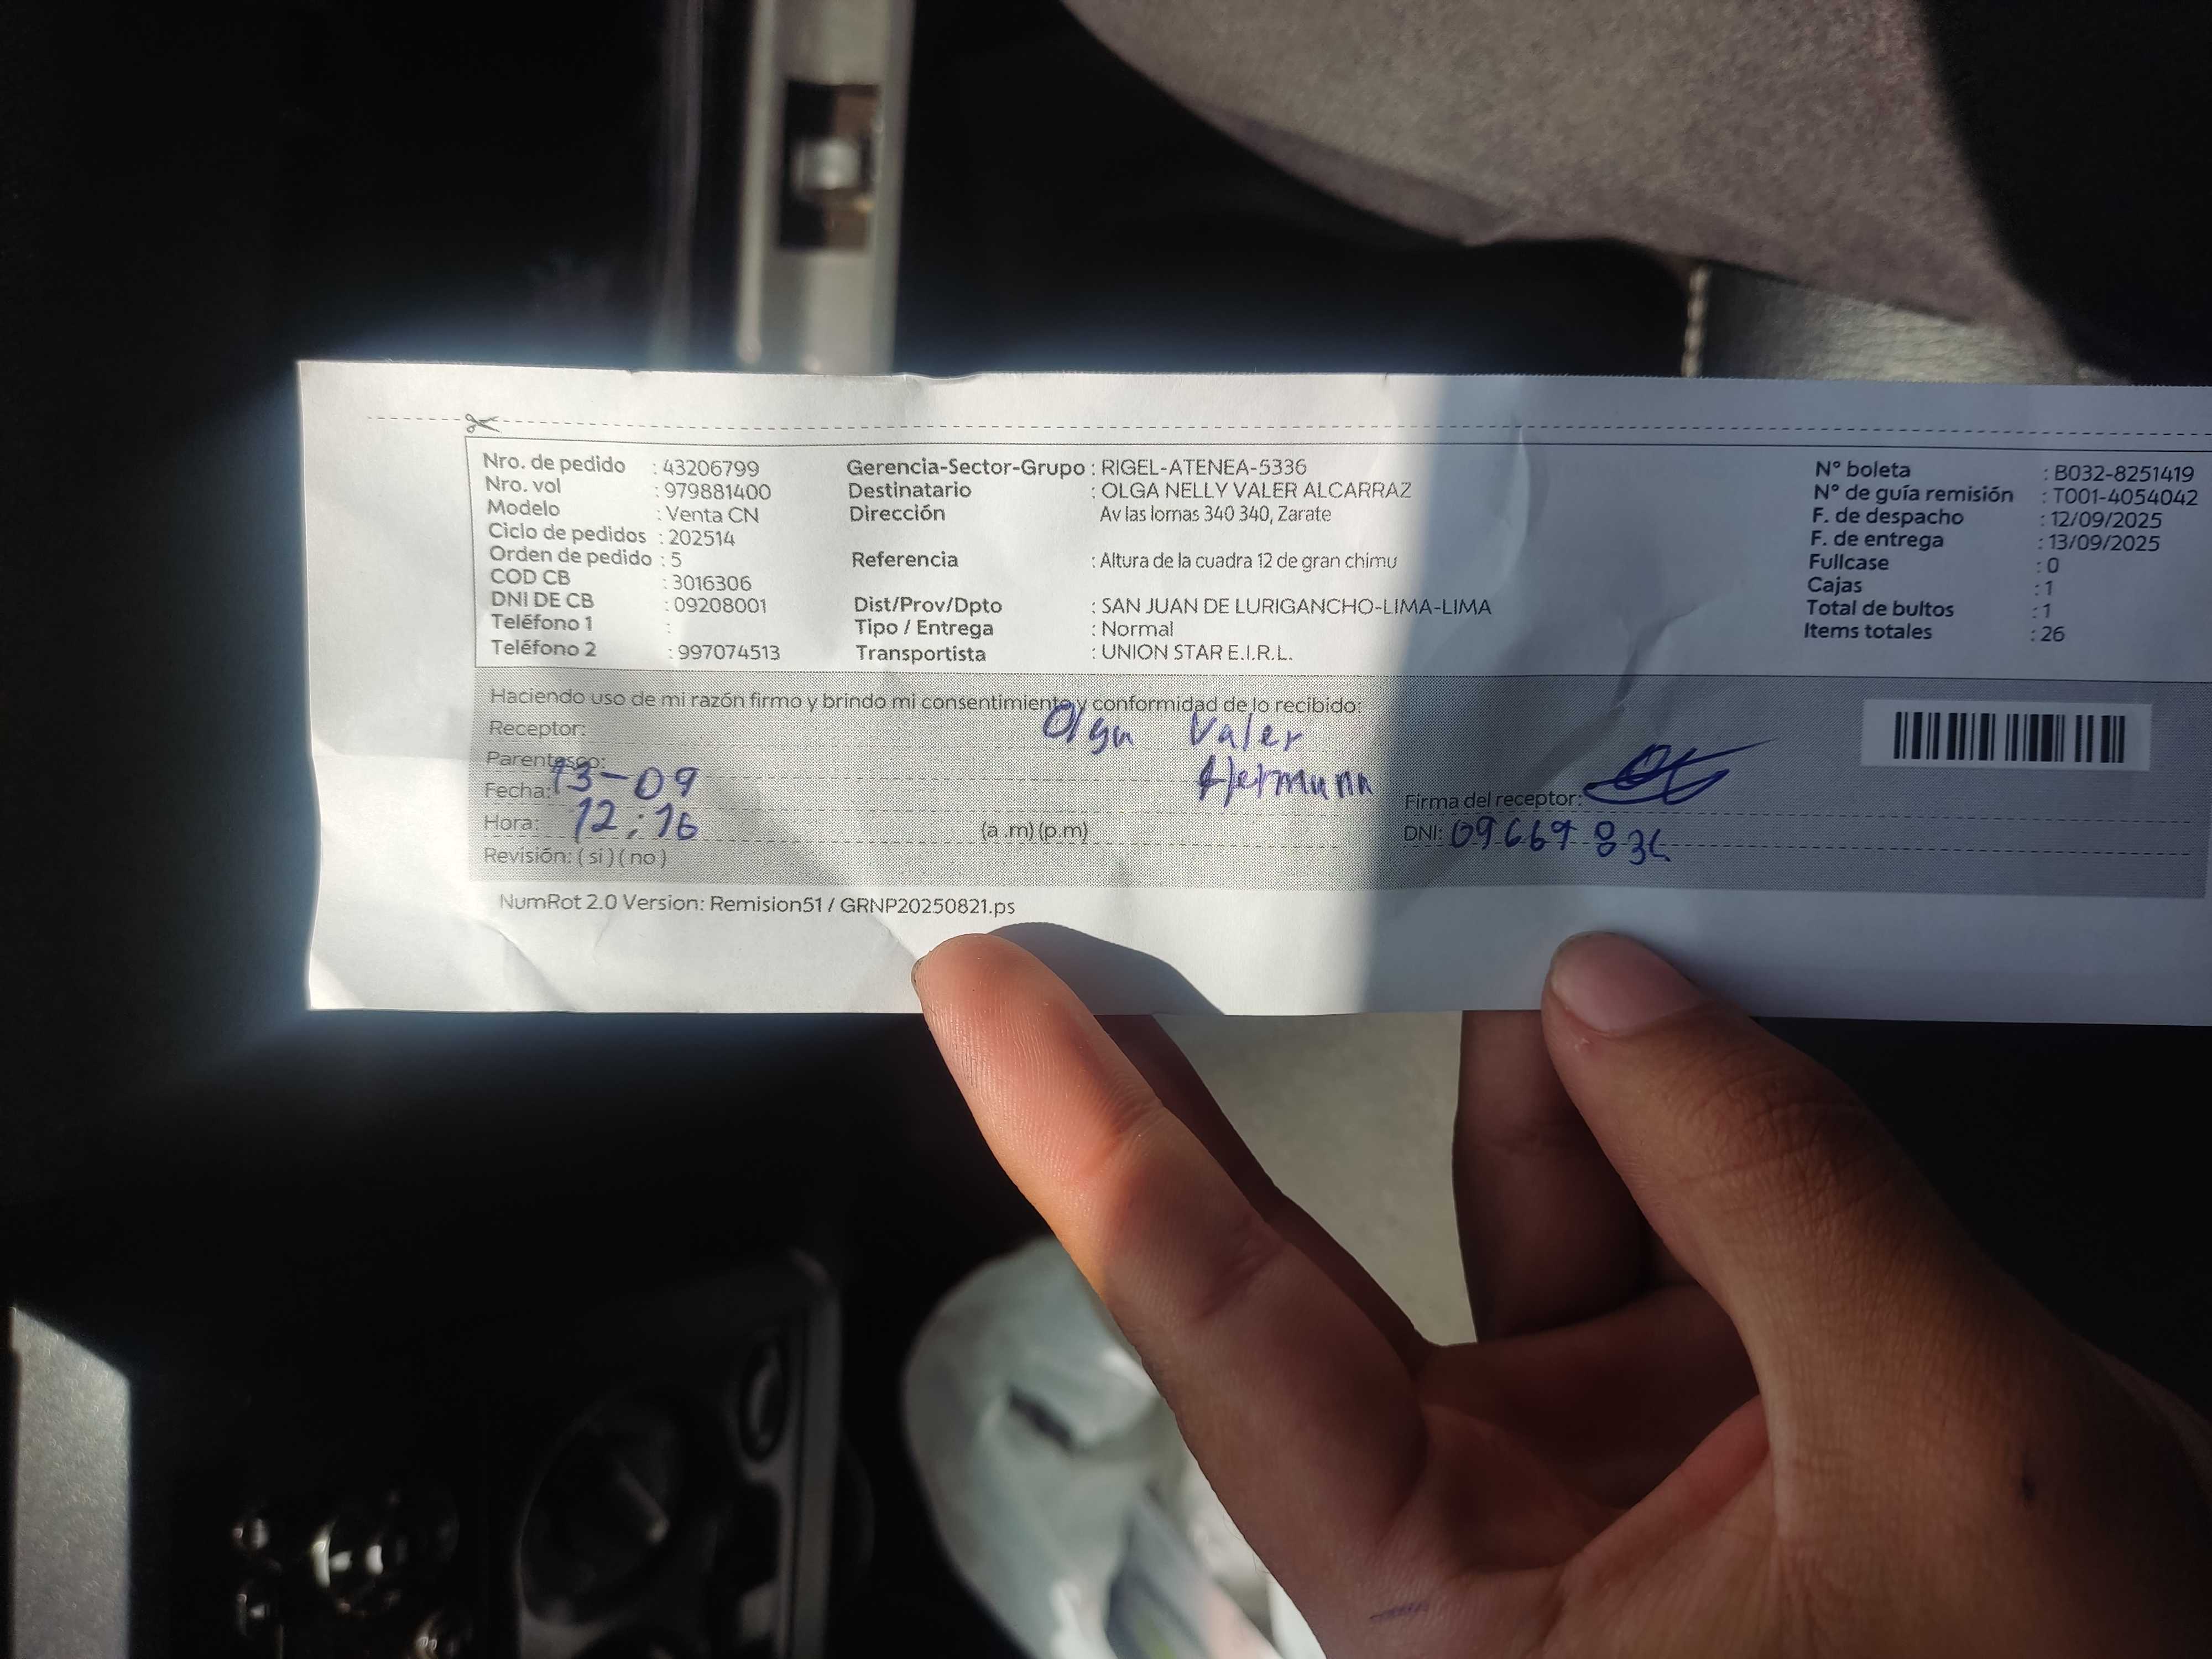 Nro. de pedido : 43206799 Gerencia-Sector-Grupo : RIGEL-ATENEA-5336 N° boleta : B032-8251419
Nro. vol : 979881400 Destinatario : OLGA NELLY VALER ALCARRAZ N° de guía remisión : T001-4054042
Modelo : Venta CN Dirección Av las lomas 340 340, Zarate F. de despacho : 12/09/2025
Ciclo de pedidos : 202514 F. de entrega : 13/09/2025
Orden de pedido : 5 Referencia : Altura de la cuadra 12 de gran chimu Fullcase : 0
COD CB : 3016306 Cajas : 1
DNI DE CB : 09208001 Dist/Prov/Dpto : SAN JUAN DE LURIGANCHO-LIMA-LIMA Total de bultos : 1
Teléfono 1 : Tipo / Entrega : Normal Items totales : 26
Teléfono 2 : 997074513 Transportista : UNION STAR E.I.R.L.
Haciendo uso de mi razón firmo y brindo mi consentimiento y conformidad de lo recibido:
Receptor: Olga Valer
Parentesco: Hermana
Fecha: 13-09 Firma del receptor:
Hora: 12:16 (a .m) (p.m) DNI: 09669 836
Revisión: ( si ) ( no )
NumRot 2.0 Version: Remision51 / GRNP20250821.ps